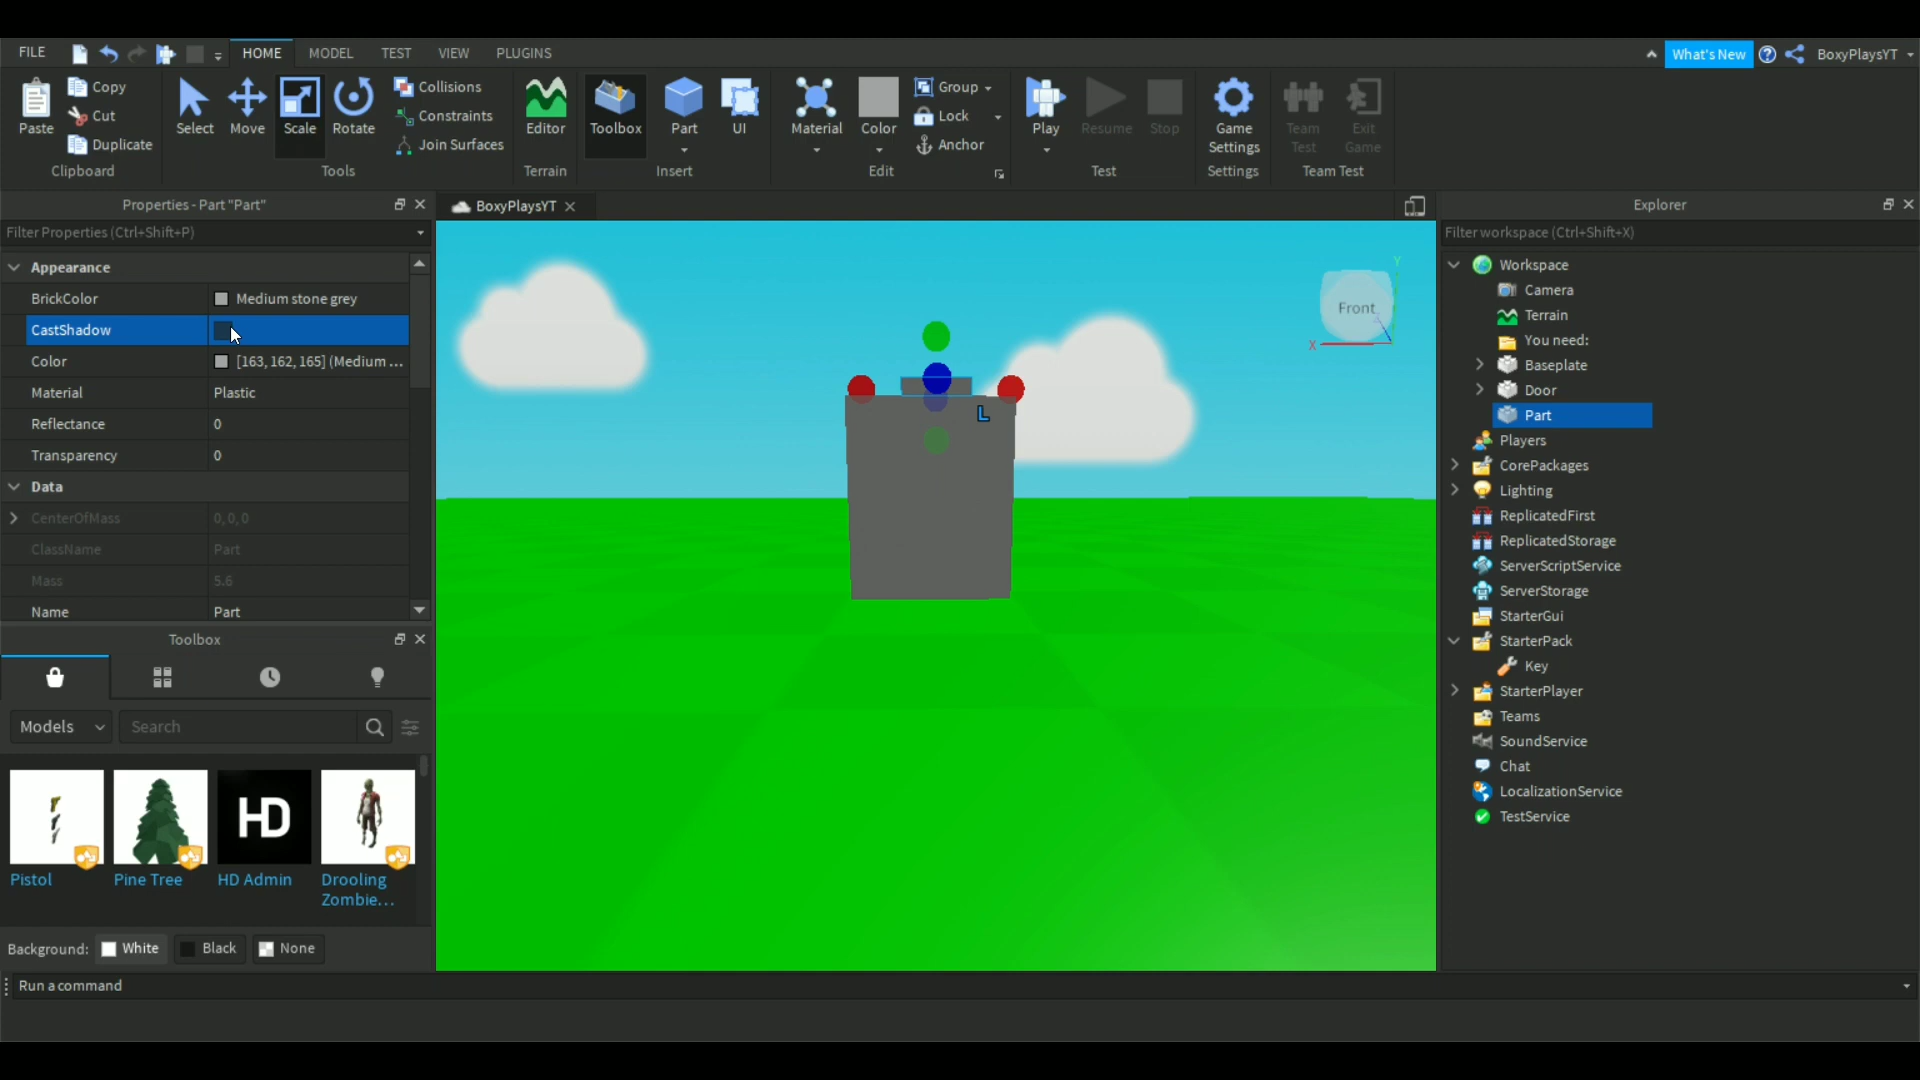 FILE HOME MODEL TEST VIEW PLUGINS What's New BoxyPlaysYT
Paste Copy Cut Duplicate Clipboard
Select Move Scale Rotate Collisions Constraints Join Surfaces Tools
Editor Terrain
Toolbox Part UI Insert
Material Color Group Lock Anchor Edit
Play Resume Stop Test
Game Settings Settings
Team Test Exit Game Team Test
Properties - Part "Part"
Filter Properties (Ctrl+Shift+P)
Appearance
BrickColor Medium stone grey
CastShadow
Color [163, 162, 165] (Medium ...
Material Plastic
Reflectance 0
Transparency 0
Data
CenterOfMass 0, 0, 0
ClassName Part
Mass 5.6
Name Part
Toolbox
Models Search
HD
Pistol Pine Tree HD Admin Drooling Zombie...
Background: White Black None
Run a command
BoxyPlaysYT
Front
Y
X
Z
L
Explorer
Filter workspace (Ctrl+Shift+X)
Workspace
Camera
Terrain
You need:
Baseplate
Door
Part
Players
CorePackages
Lighting
ReplicatedFirst
ReplicatedStorage
ServerScriptService
ServerStorage
StarterGui
StarterPack
Key
StarterPlayer
Teams
SoundService
Chat
LocalizationService
TestService